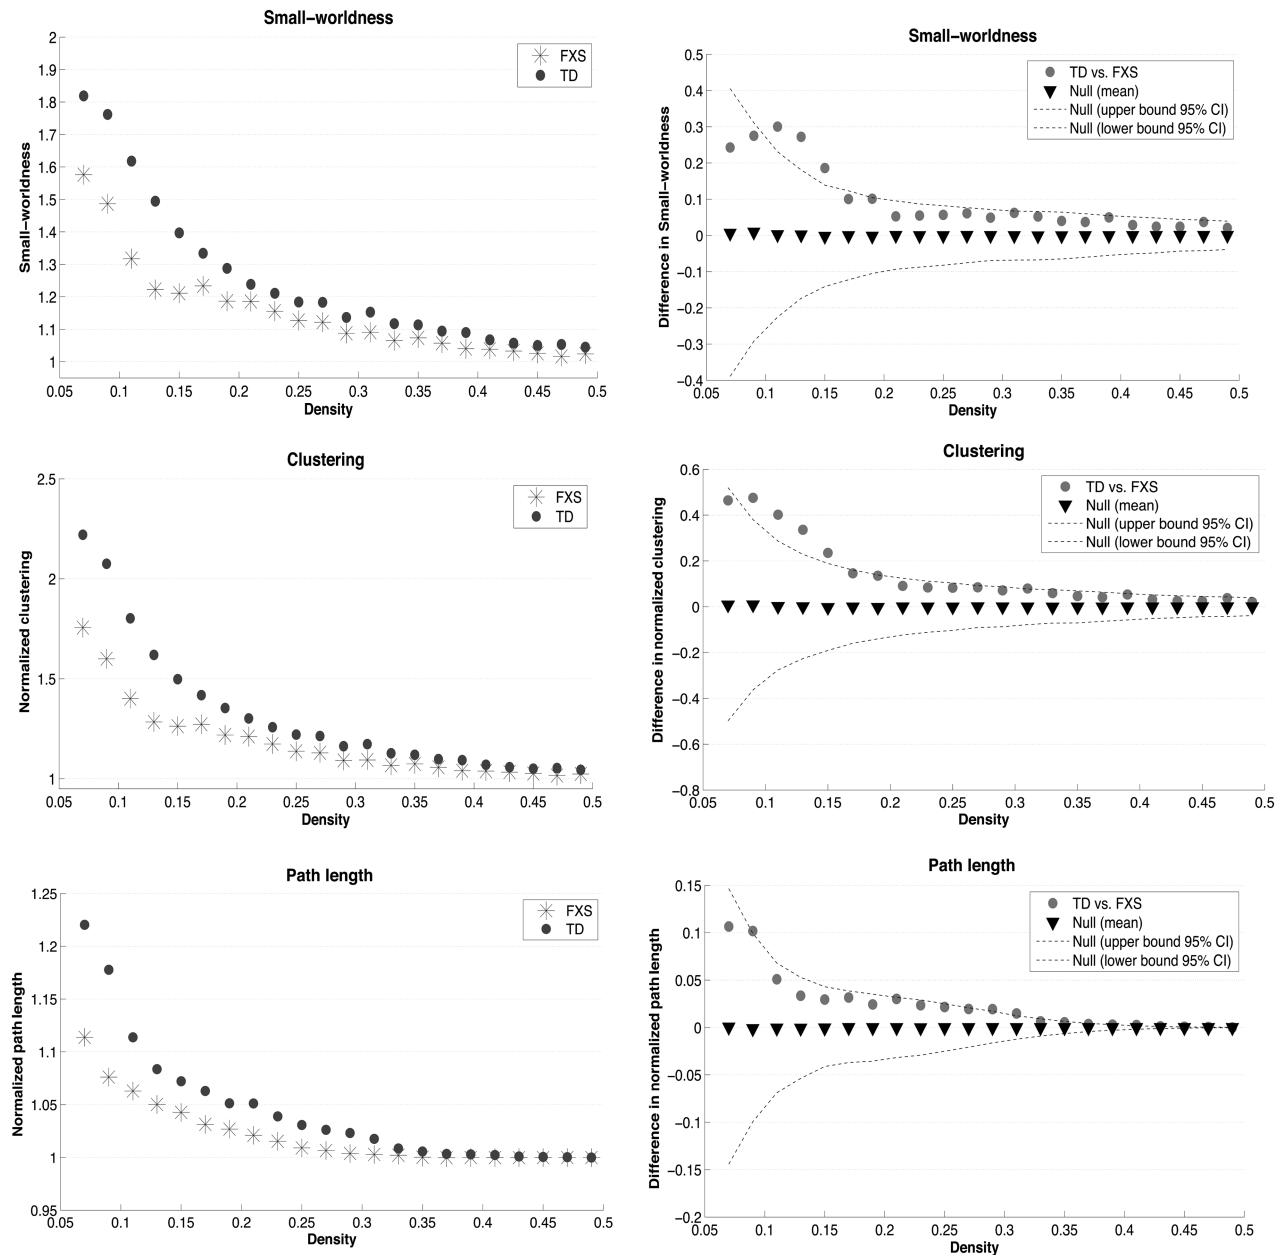 Small–worldness
Small–worldness
2
1.9
1.8
1.7
1.6
1.5
1.4
1.3
1.2
1.1
1
FXS
TD
0.05 0.1 0.15 0.2 0.25 0.3 0.35 0.4 0.45 0.5
Density
Small–worldness
Difference in Small–worldness
0.5
0.4
0.3
0.2
0.1
0
−0.1
−0.2
−0.3
−0.4
TD vs. FXS
Null (mean)
Null (upper bound 95% CI)
Null (lower bound 95% CI)
0.05 0.1 0.15 0.2 0.25 0.3 0.35 0.4 0.45 0.5
Density
Clustering
Normalized clustering
2.5
2
1.5
1
FXS
TD
0.05 0.1 0.15 0.2 0.25 0.3 0.35 0.4 0.45 0.5
Density
Clustering
Difference in normalized clustering
0.6
0.4
0.2
0
−0.2
−0.4
−0.6
−0.8
TD vs. FXS
Null (mean)
Null (upper bound 95% CI)
Null (lower bound 95% CI)
0.05 0.1 0.15 0.2 0.25 0.3 0.35 0.4 0.45 0.5
Density
Path length
Normalized path length
1.25
1.2
1.15
1.1
1.05
1
0.95
FXS
TD
0.05 0.1 0.15 0.2 0.25 0.3 0.35 0.4 0.45 0.5
Density
Path length
Difference in normalized path length
0.15
0.1
0.05
0
−0.05
−0.1
−0.15
−0.2
TD vs. FXS
Null (mean)
Null (upper bound 95% CI)
Null (lower bound 95% CI)
0.05 0.1 0.15 0.2 0.25 0.3 0.35 0.4 0.45 0.5
Density